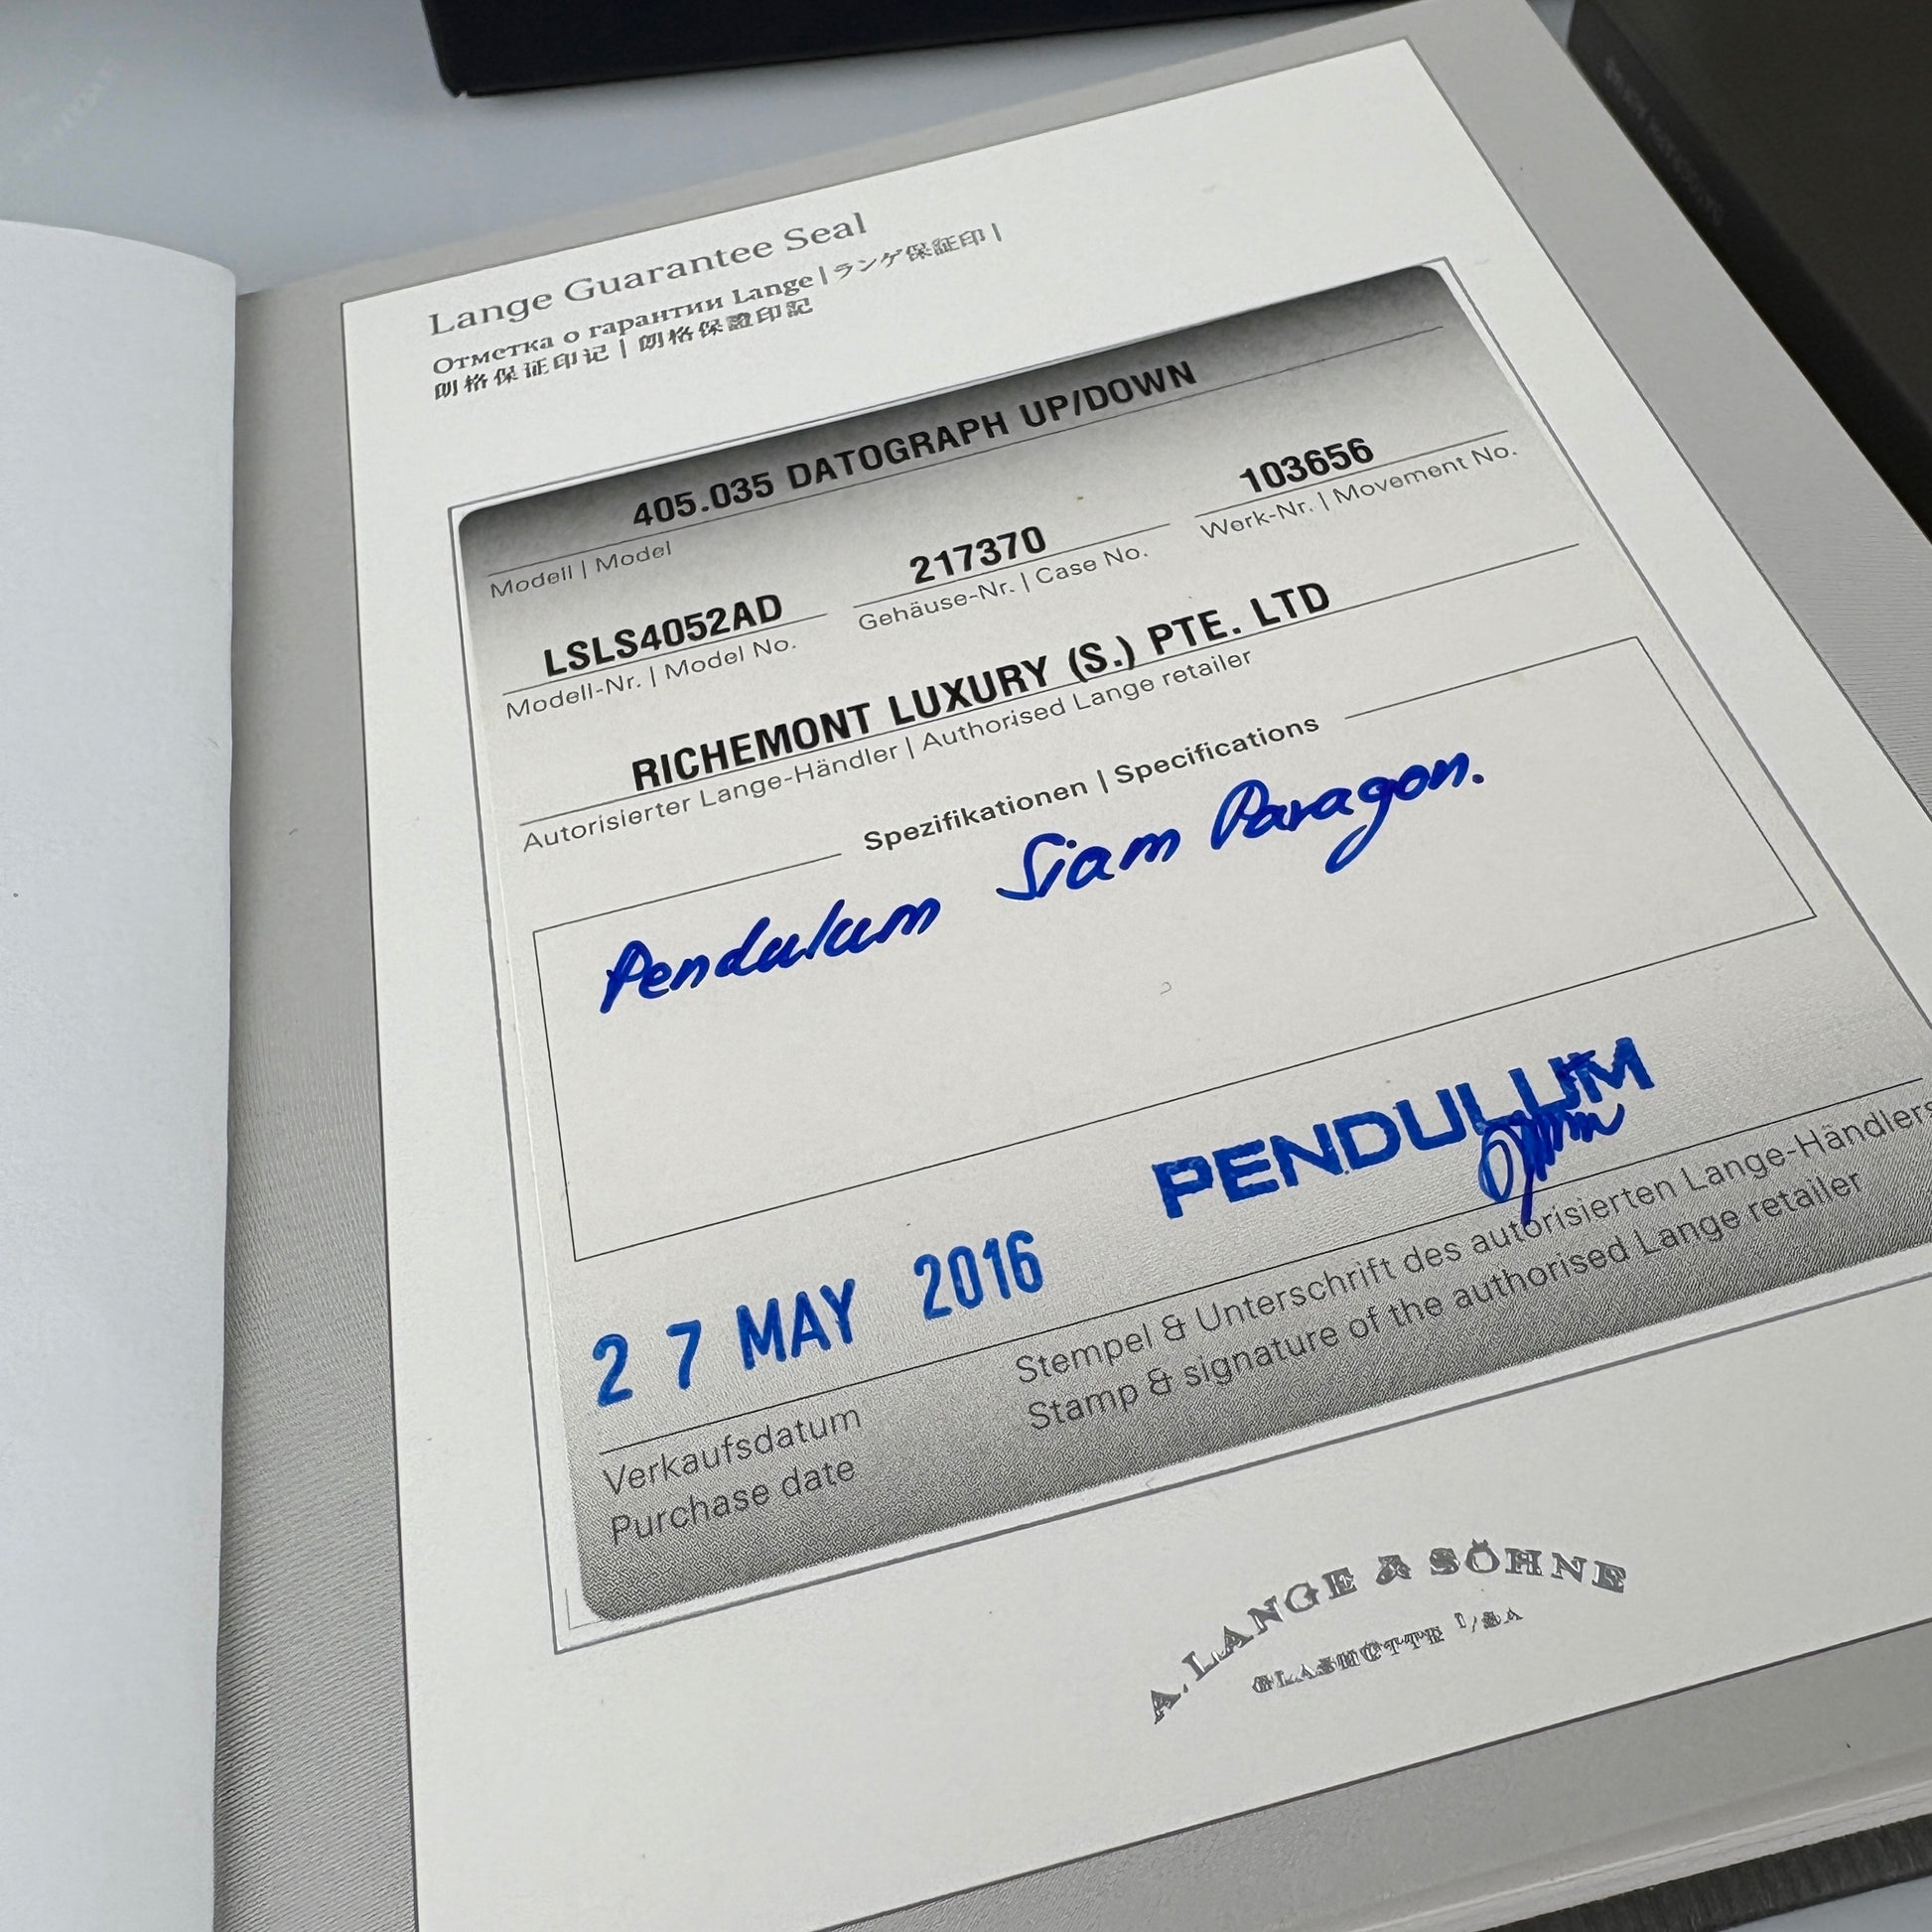 Lange Guarantee Seal
Отметка о гарантии Lange | ランゲ保証印 |
朗格保证印记 | 朗格保證印記
405.035 DATOGRAPH UP/DOWN
Modell | Model
LSLS4052AD 217370 103656
Modell-Nr. | Model No. Gehäuse-Nr. | Case No. Werk-Nr. | Movement No.
RICHEMONT LUXURY (S.) PTE. LTD
Autorisierter Lange-Händler | Authorised Lange retailer
Spezifikationen | Specifications
Pendulum Siam Paragon.
27 MAY 2016 PENDULUM
Verkaufsdatum Stempel & Unterschrift des autorisierten Lange-Händlers
Purchase date Stamp & signature of the authorised Lange retailer
A. LANGE & SÖHNE
GLASHÜTTE I/SA